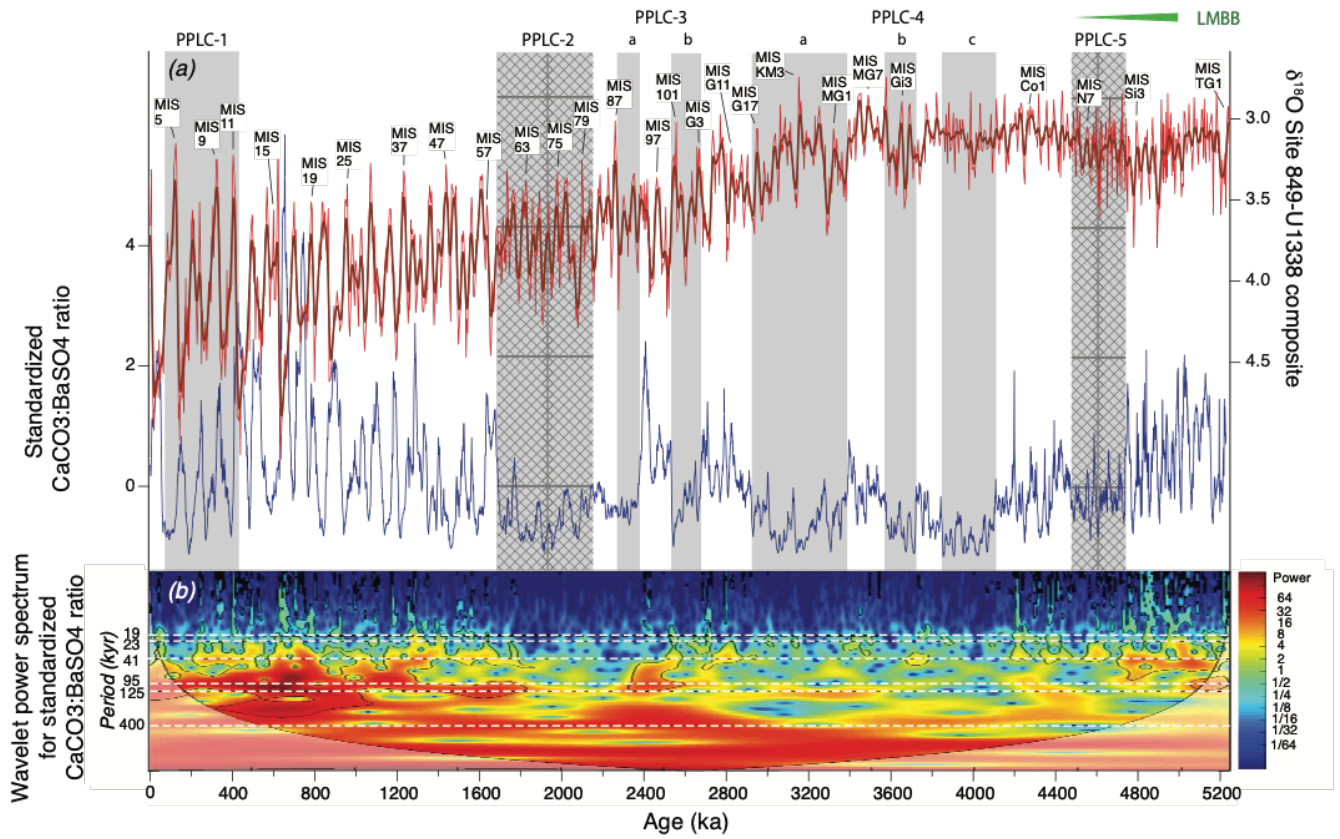 PPLC-3 PPLC-4 LMBB
PPLC-1 PPLC-2 a b a b c PPLC-5
(a)
MIS 5
MIS 9
MIS 11
MIS 15
MIS 19
MIS 25
MIS 37
MIS 47
MIS 57
MIS 63
MIS 75
MIS 79
MIS 87
MIS 97
MIS 101
MIS G3
MIS G11
MIS G17
MIS KM3
MIS MG1
MIS MG7
MIS Gi3
MIS Co1
MIS N7
MIS Si3
MIS TG1
Standardized
CaCO3:BaSO4 ratio
4
2
0
3.0
3.5
4.0
4.5
δ18O Site 849-U1338 composite
(b)
Wavelet power spectrum
for standardized
CaCO3:BaSO4 ratio
Period (kyr)
19
23
41
95
125
400
Power
64
32
16
8
4
2
1
1/2
1/4
1/8
1/16
1/32
1/64
0 400 800 1200 1600 2000 2400 2800 3200 3600 4000 4400 4800 5200
Age (ka)